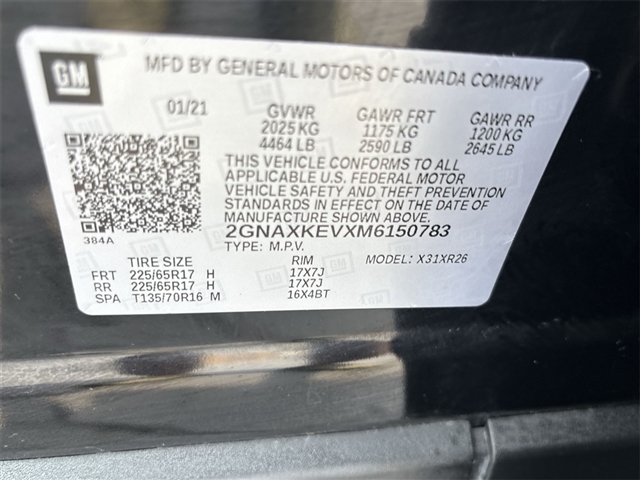 GM
MFD BY GENERAL MOTORS OF CANADA COMPANY
01/21 GVWR GAWR FRT GAWR RR
2025 KG 1175 KG 1200 KG
4464 LB 2590 LB 2645 LB
THIS VEHICLE CONFORMS TO ALL
APPLICABLE U.S. FEDERAL MOTOR
VEHICLE SAFETY AND THEFT PREVENTION
STANDARDS IN EFFECT ON THE DATE OF
MANUFACTURE SHOWN ABOVE.
384A 2GNAXKEVXM6150783
TYPE: M.P.V. MODEL: X31XR26
TIRE SIZE RIM
FRT 225/65R17 H 17X7J
RR 225/65R17 H 17X7J
SPA T135/70R16 M 16X4BT